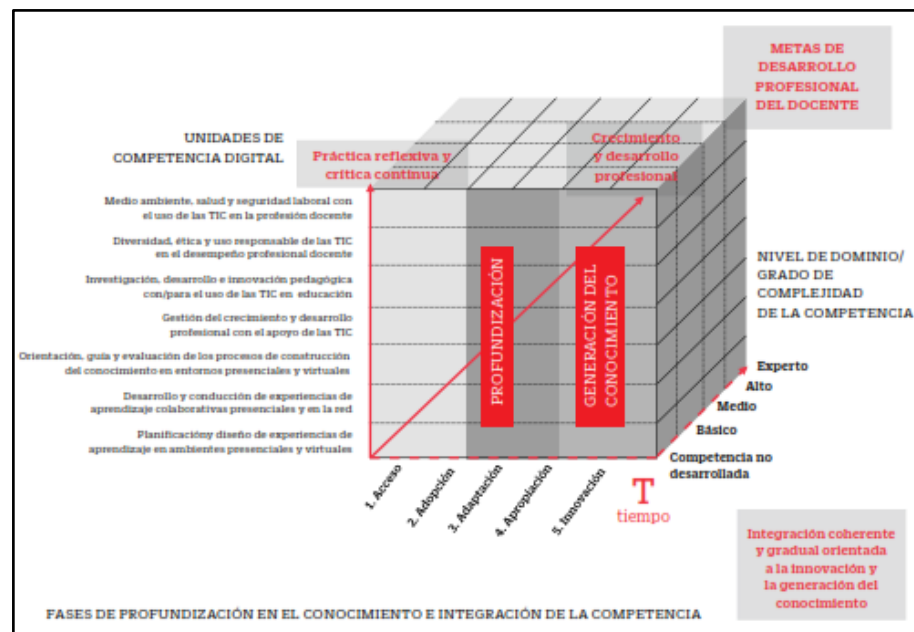 METAS DE
DESARROLLO
PROFESIONAL
DEL DOCENTE
UNIDADES DE
COMPETENCIA DIGITAL
Práctica reflexiva y
crítica continua
Crecimiento
y desarrollo
profesional
Medio ambiente, salud y seguridad laboral con
el uso de las TIC en la profesión docente
Diversidad, ética y uso responsable de las TIC
en el desempeño profesional docente
Investigación, desarrollo e innovación pedagógica
con/para el uso de las TIC en educación
Gestión del crecimiento y desarrollo
profesional con el apoyo de las TIC
Orientación, guía y evaluación de los procesos de construcción
del conocimiento en entornos presenciales y virtuales
Desarrollo y conducción de experiencias de
aprendizaje colaborativas presenciales y en la red
Planificacióny diseño de experiencias de
aprendizaje en ambientes presenciales y virtuales
PROFUNDIZACIÓN
GENERACIÓN DEL
CONOCIMIENTO
NIVEL DE DOMINIO/
GRADO DE
COMPLEJIDAD
DE LA COMPETENCIA
Experto
Alto
Medio
Básico
Competencia no
desarrollada
1. Acceso
2. Adopción
3. Adaptación
4. Apropiación
5. Innovación
T
tiempo
Integración coherente
y gradual orientada
a la innovación y
la generación del
conocimiento
FASES DE PROFUNDIZACIÓN EN EL CONOCIMIENTO E INTEGRACIÓN DE LA COMPETENCIA